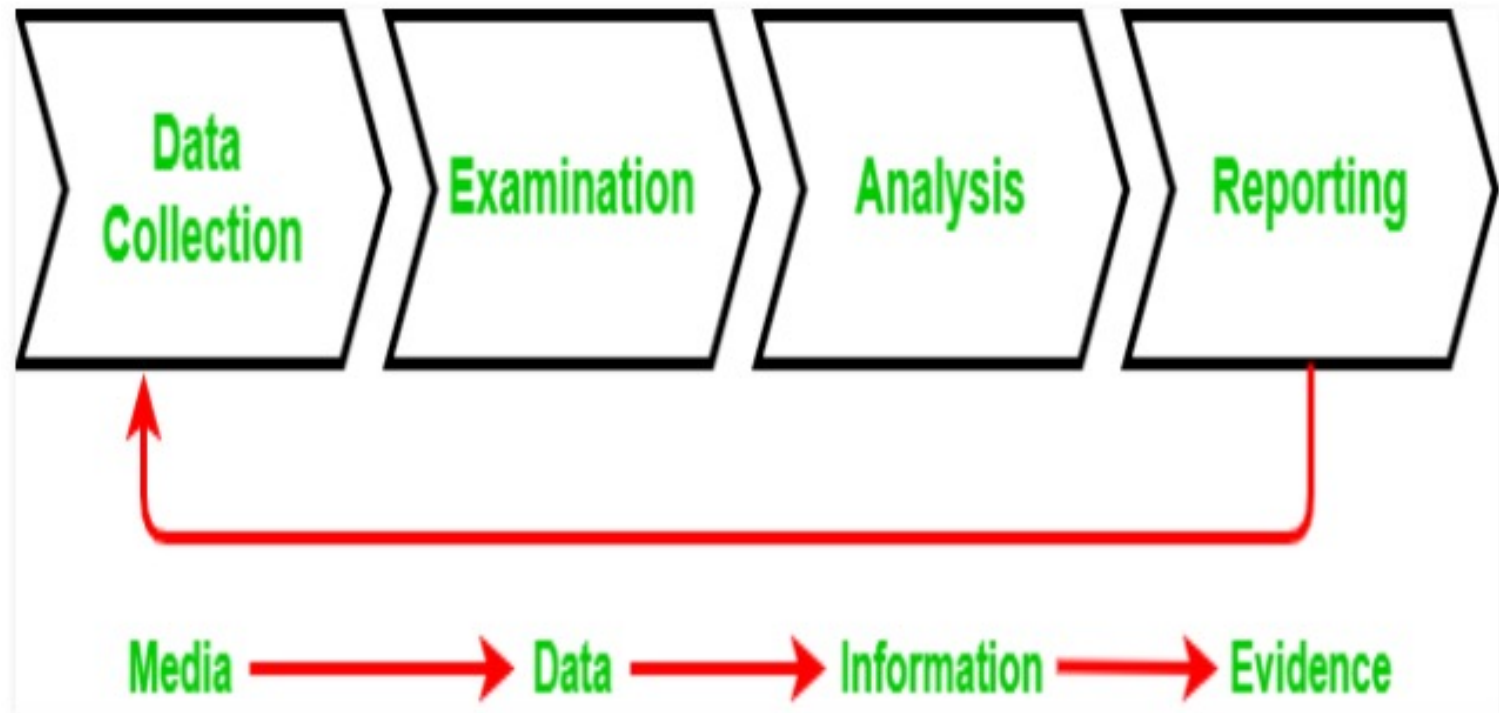 Data
Collection
Examination
Analysis
Reporting
Media
Data
Information
Evidence